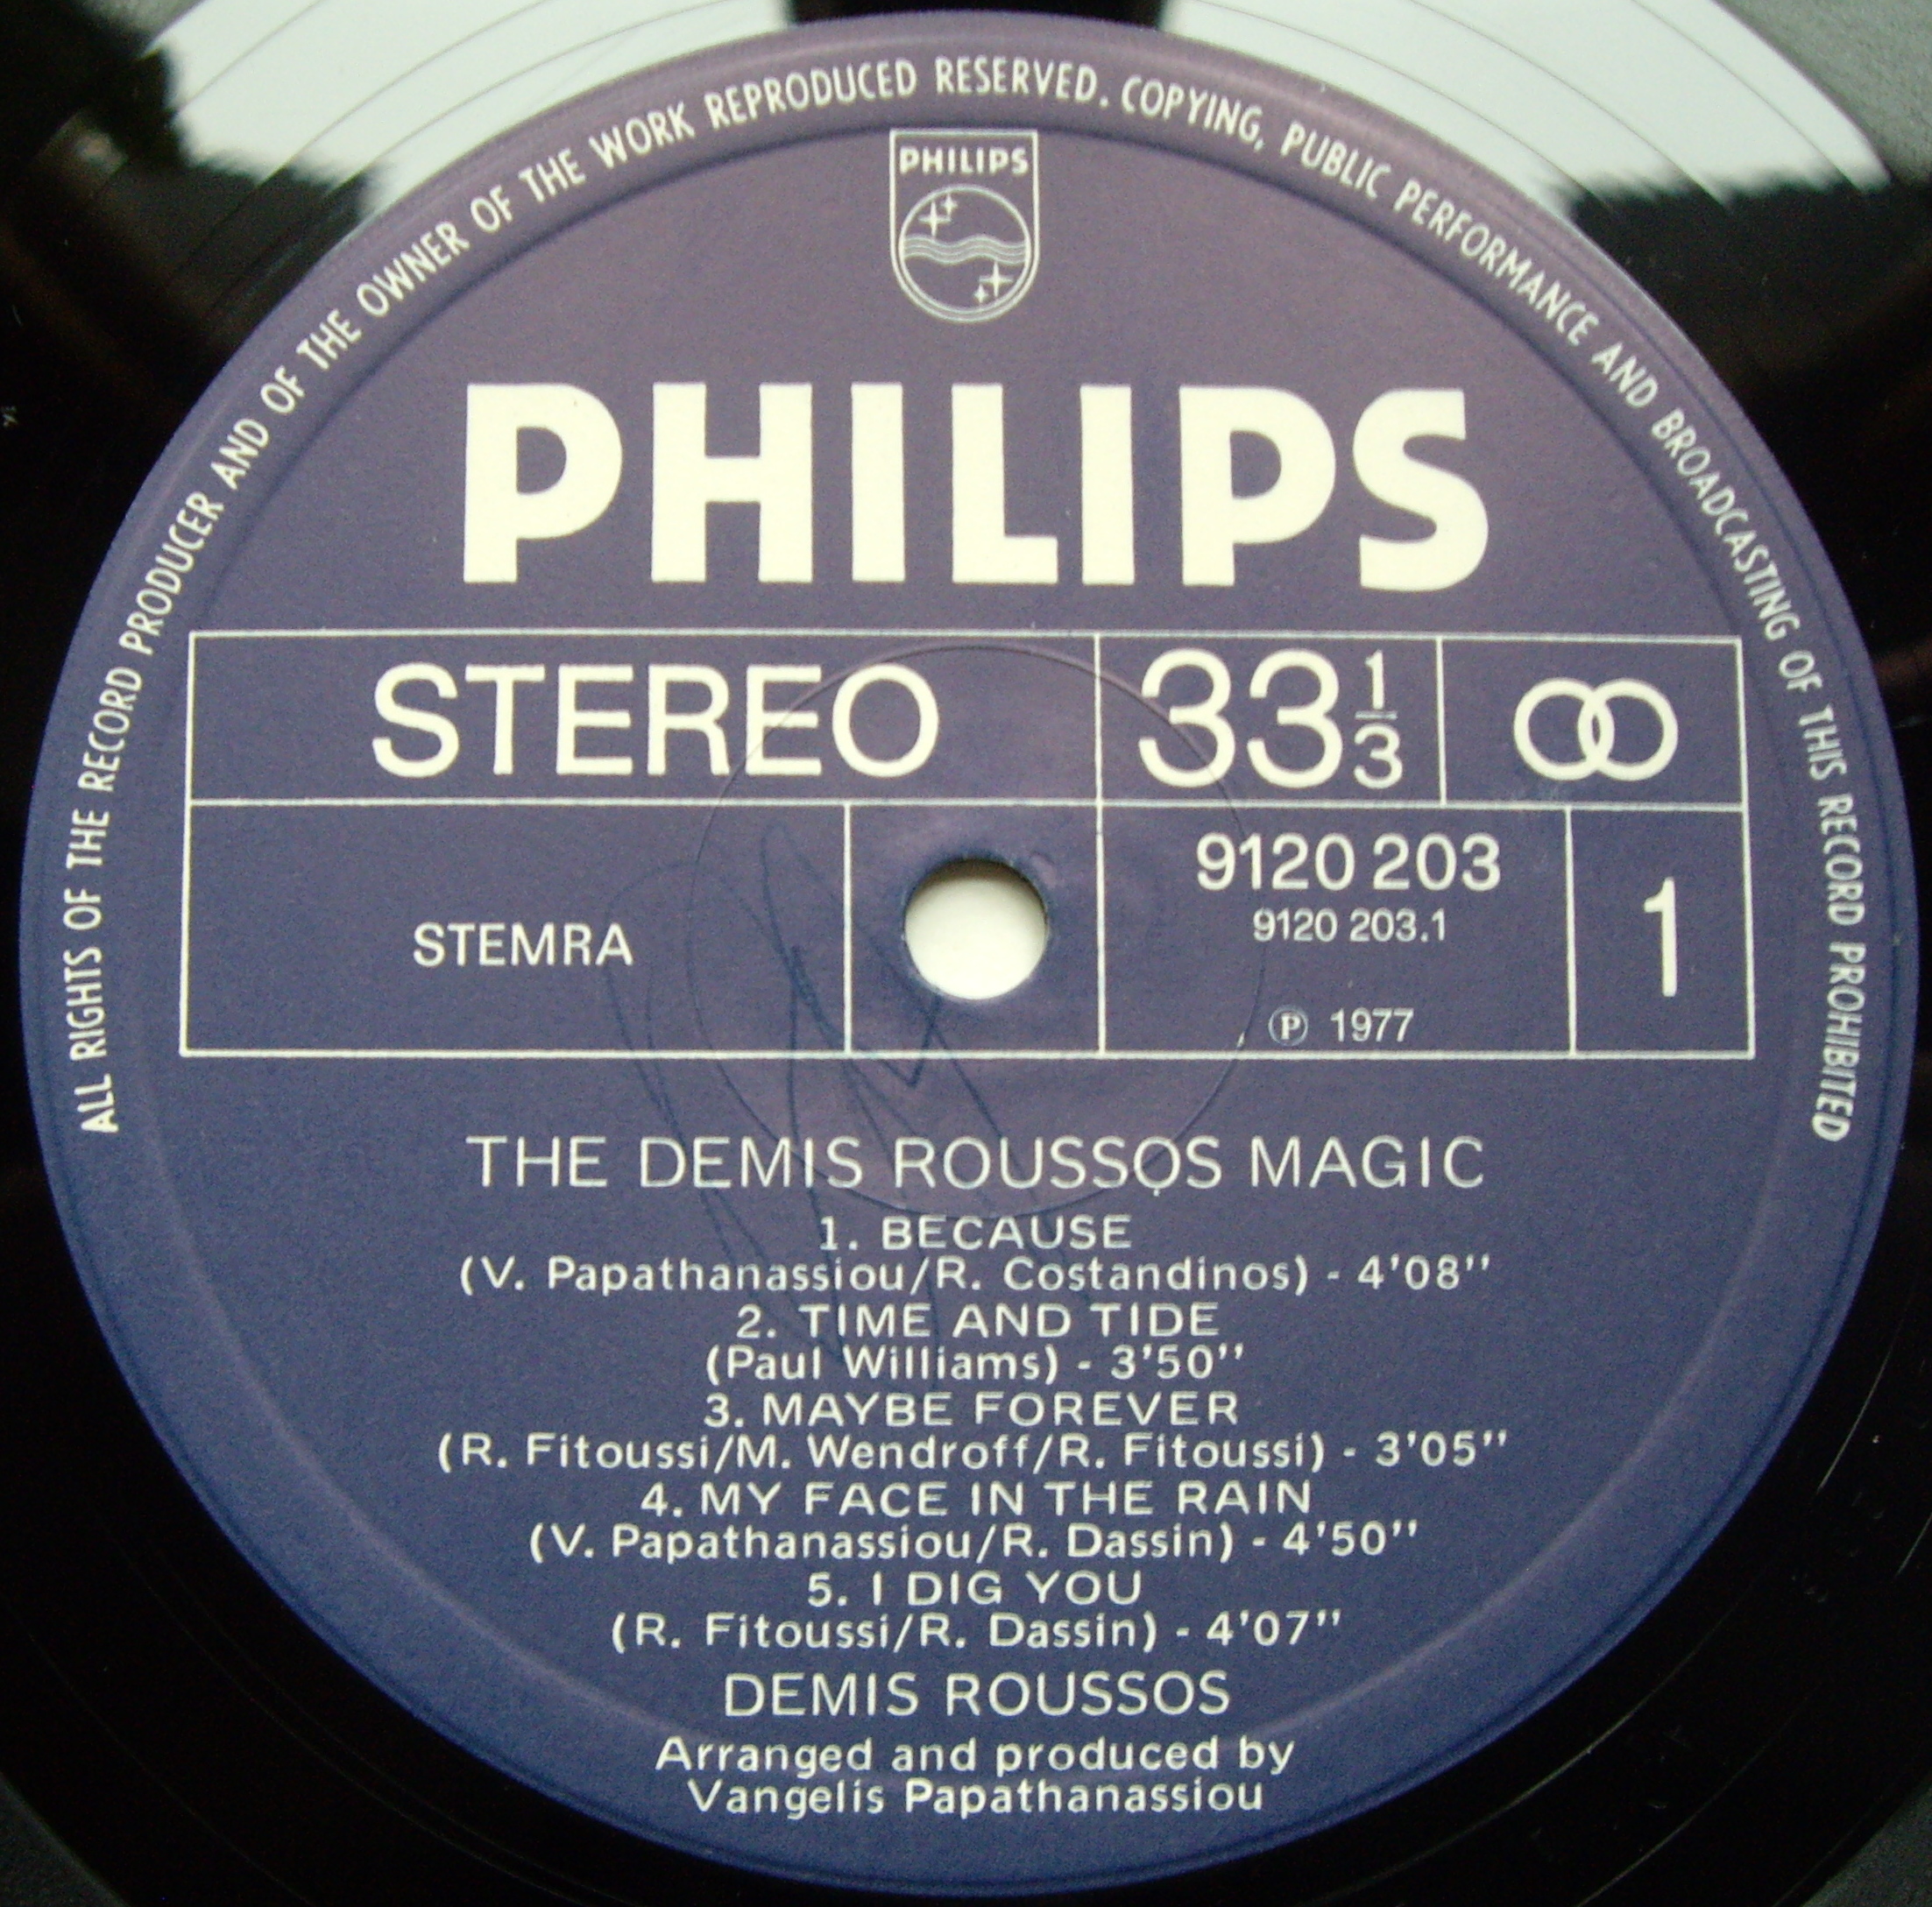 ALL RIGHTS OF THE RECORD PRODUCER AND OF THE OWNER OF THE WORK REPRODUCED RESERVED. COPYING, PUBLIC PERFORMANCE AND BROADCASTING OF THIS RECORD PROHIBITED
PHILIPS
PHILIPS
STEREO
33 1/3
STEMRA
9120 203
9120 203.1
Ⓟ 1977
1
THE DEMIS ROUSSOS MAGIC
1. BECAUSE
(V. Papathanassiou/R. Costandinos) - 4'08''
2. TIME AND TIDE
(Paul Williams) - 3'50''
3. MAYBE FOREVER
(R. Fitoussi/M. Wendroff/R. Fitoussi) - 3'05''
4. MY FACE IN THE RAIN
(V. Papathanassiou/R. Dassin) - 4'50''
5. I DIG YOU
(R. Fitoussi/R. Dassin) - 4'07''
DEMIS ROUSSOS
Arranged and produced by
Vangelis Papathanassiou